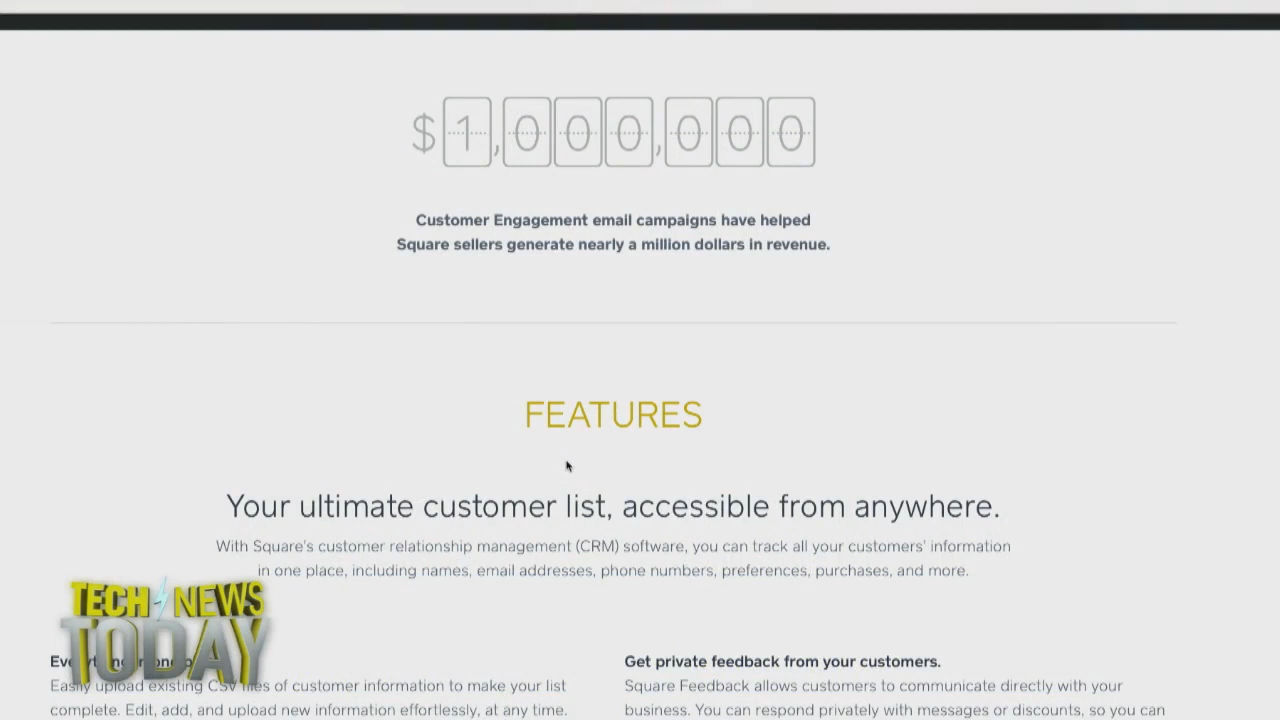 $1,000,000
Customer Engagement email campaigns have helped
Square sellers generate nearly a million dollars in revenue.
FEATURES
Your ultimate customer list, accessible from anywhere.
With Square's customer relationship management (CRM) software, you can track all your customers' information
in one place, including names, email addresses, phone numbers, preferences, purchases, and more.
TECH NEWS
TODAY
Easily upload existing CSV files of customer information to make your list
complete. Edit, add, and upload new information effortlessly, at any time.
Get private feedback from your customers.
Square Feedback allows customers to communicate directly with your
business. You can respond privately with messages or discounts, so you can